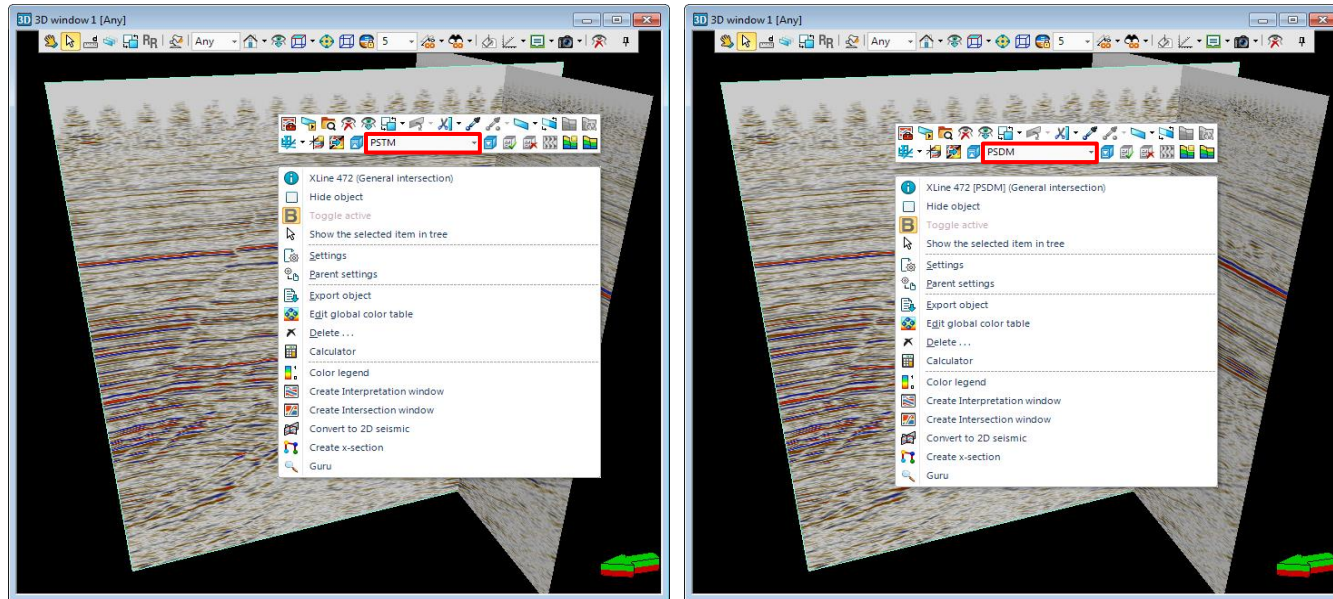 3D 3D window 1 [Any]
RR Any 5
PSTM
XLine 472 (General intersection)
Hide object
B Toggle active
Show the selected item in tree
Settings
Parent settings
Export object
Edit global color table
Delete . . .
Calculator
Color legend
Create Interpretation window
Create Intersection window
Convert to 2D seismic
Create x-section
Guru
3D 3D window 1 [Any]
RR Any 5
PSDM
XLine 472 [PSDM] (General intersection)
Hide object
B Toggle active
Show the selected item in tree
Settings
Parent settings
Export object
Edit global color table
Delete . . .
Calculator
Color legend
Create Interpretation window
Create Intersection window
Convert to 2D seismic
Create x-section
Guru